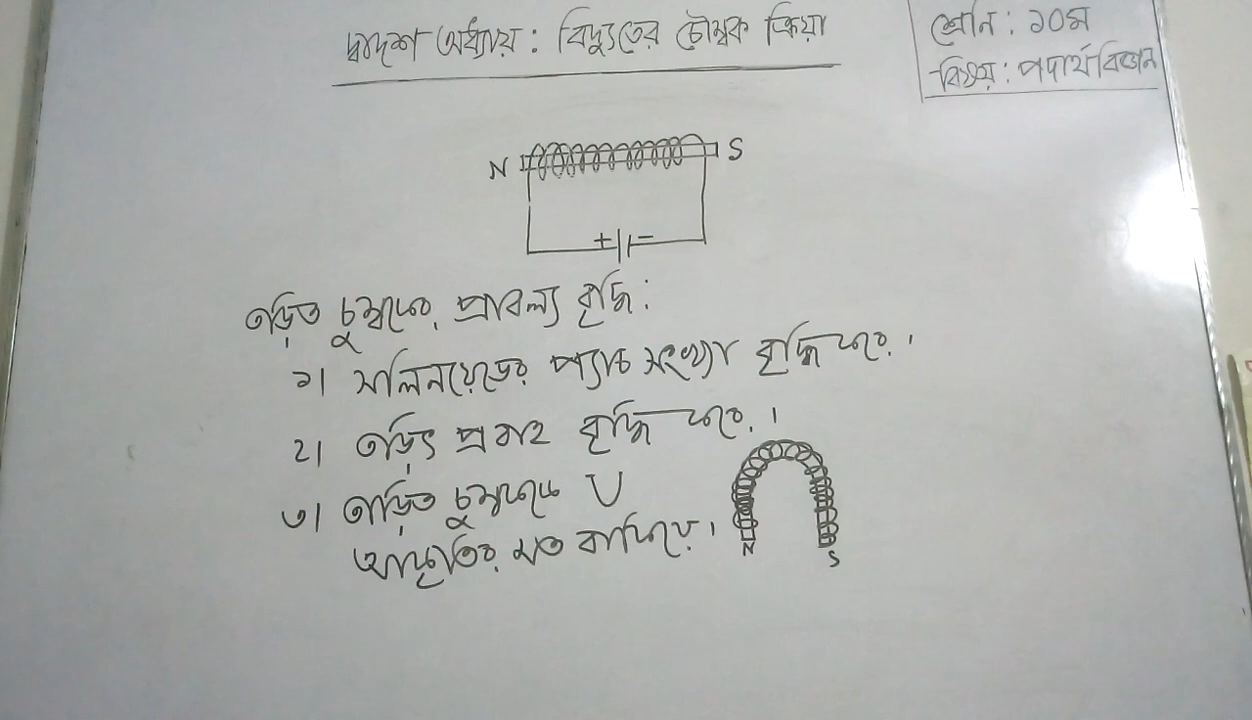 দ্বাদশ অধ্যায় : বিদ্যুতের চৌম্বক ক্রিয়া
শ্রেনি : ১০ম
বিষয় : পদার্থবিজ্ঞান
N S
+ -
তড়িত চুম্বকের প্রাবল্য বৃদ্ধি :
১। সলিনয়েডের প্যাচ সংখ্যা বৃদ্ধি করে।
২। তড়িৎ প্রবাহ বৃদ্ধি করে।
৩। তাড়িত চুম্বককে U
আকৃতির মত বাকিয়ে।
N S